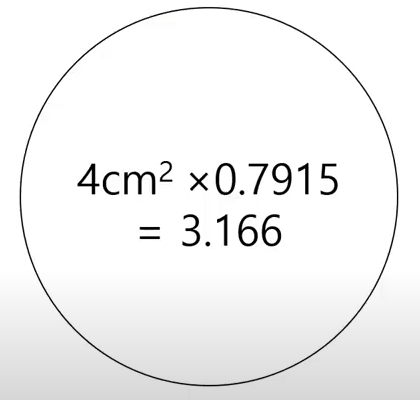 4cm² ×0.7915
= 3.166